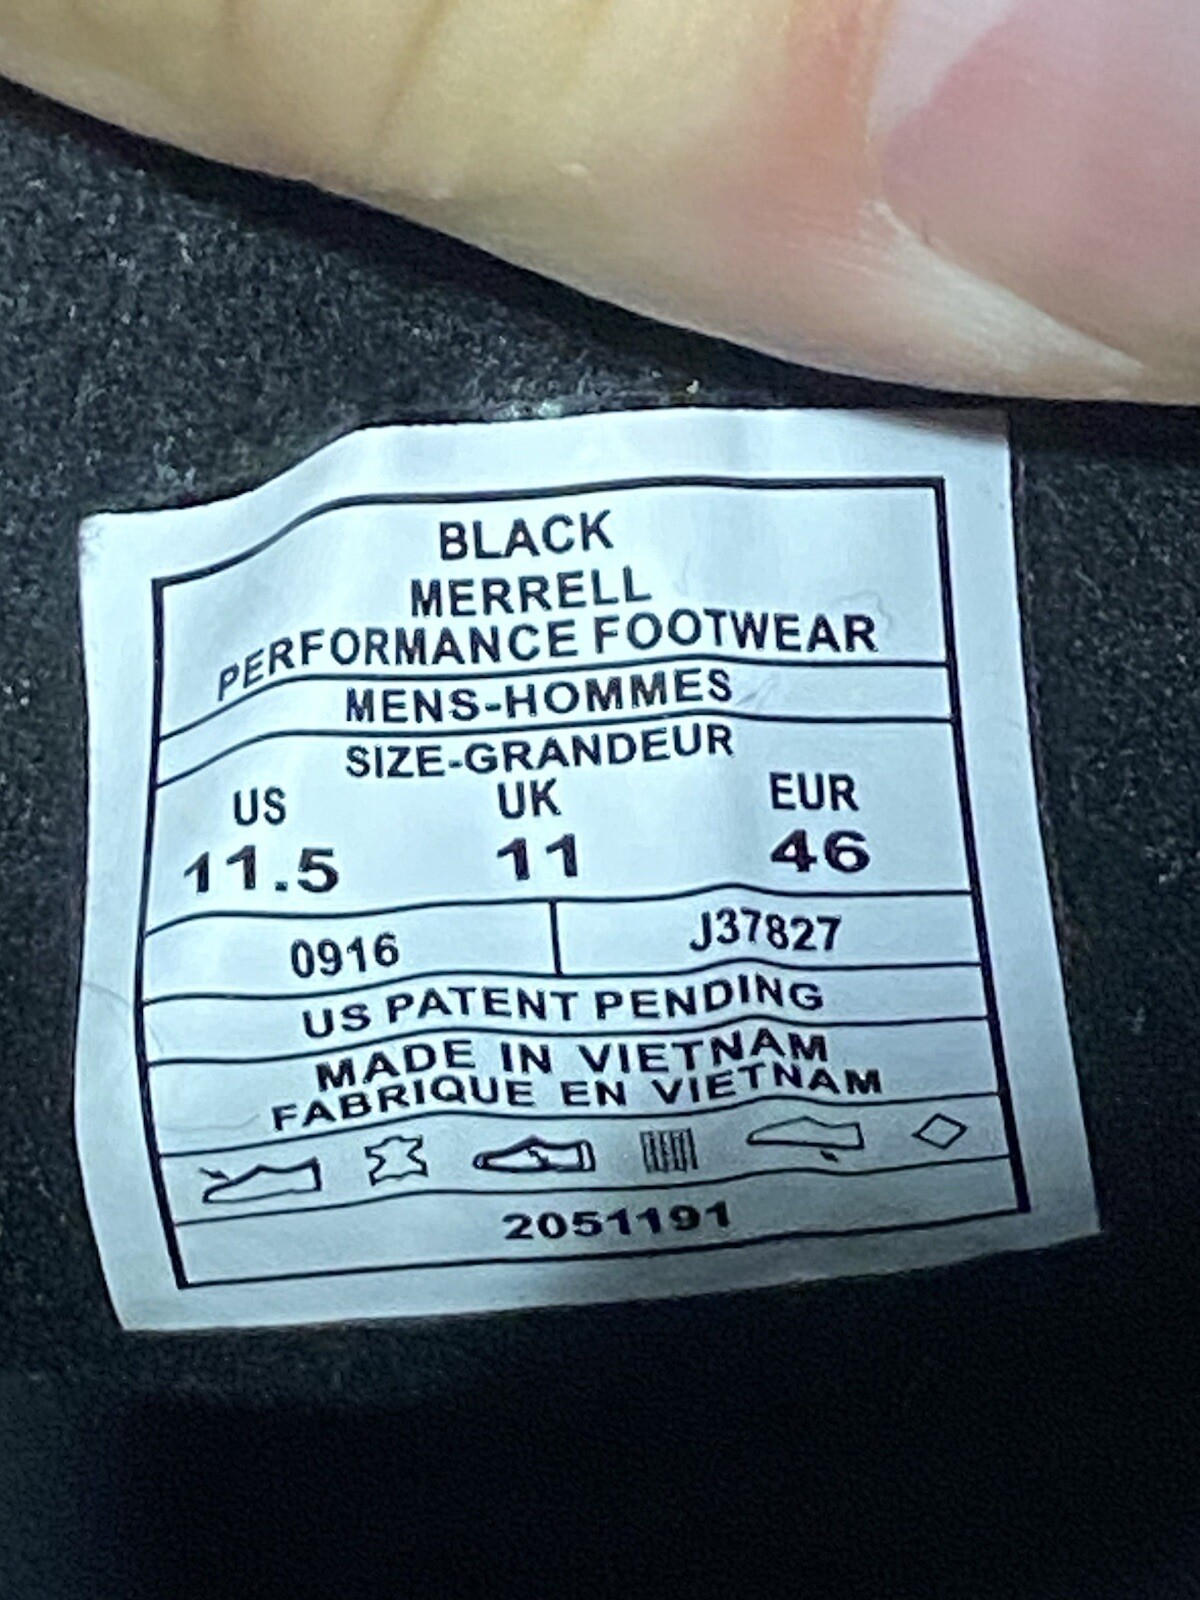 BLACK
MERRELL
PERFORMANCE FOOTWEAR
MENS-HOMMES
SIZE-GRANDEUR
US UK EUR
11.5 11 46
0916 J37827
US PATENT PENDING
MADE IN VIETNAM
FABRIQUE EN VIETNAM
2051191